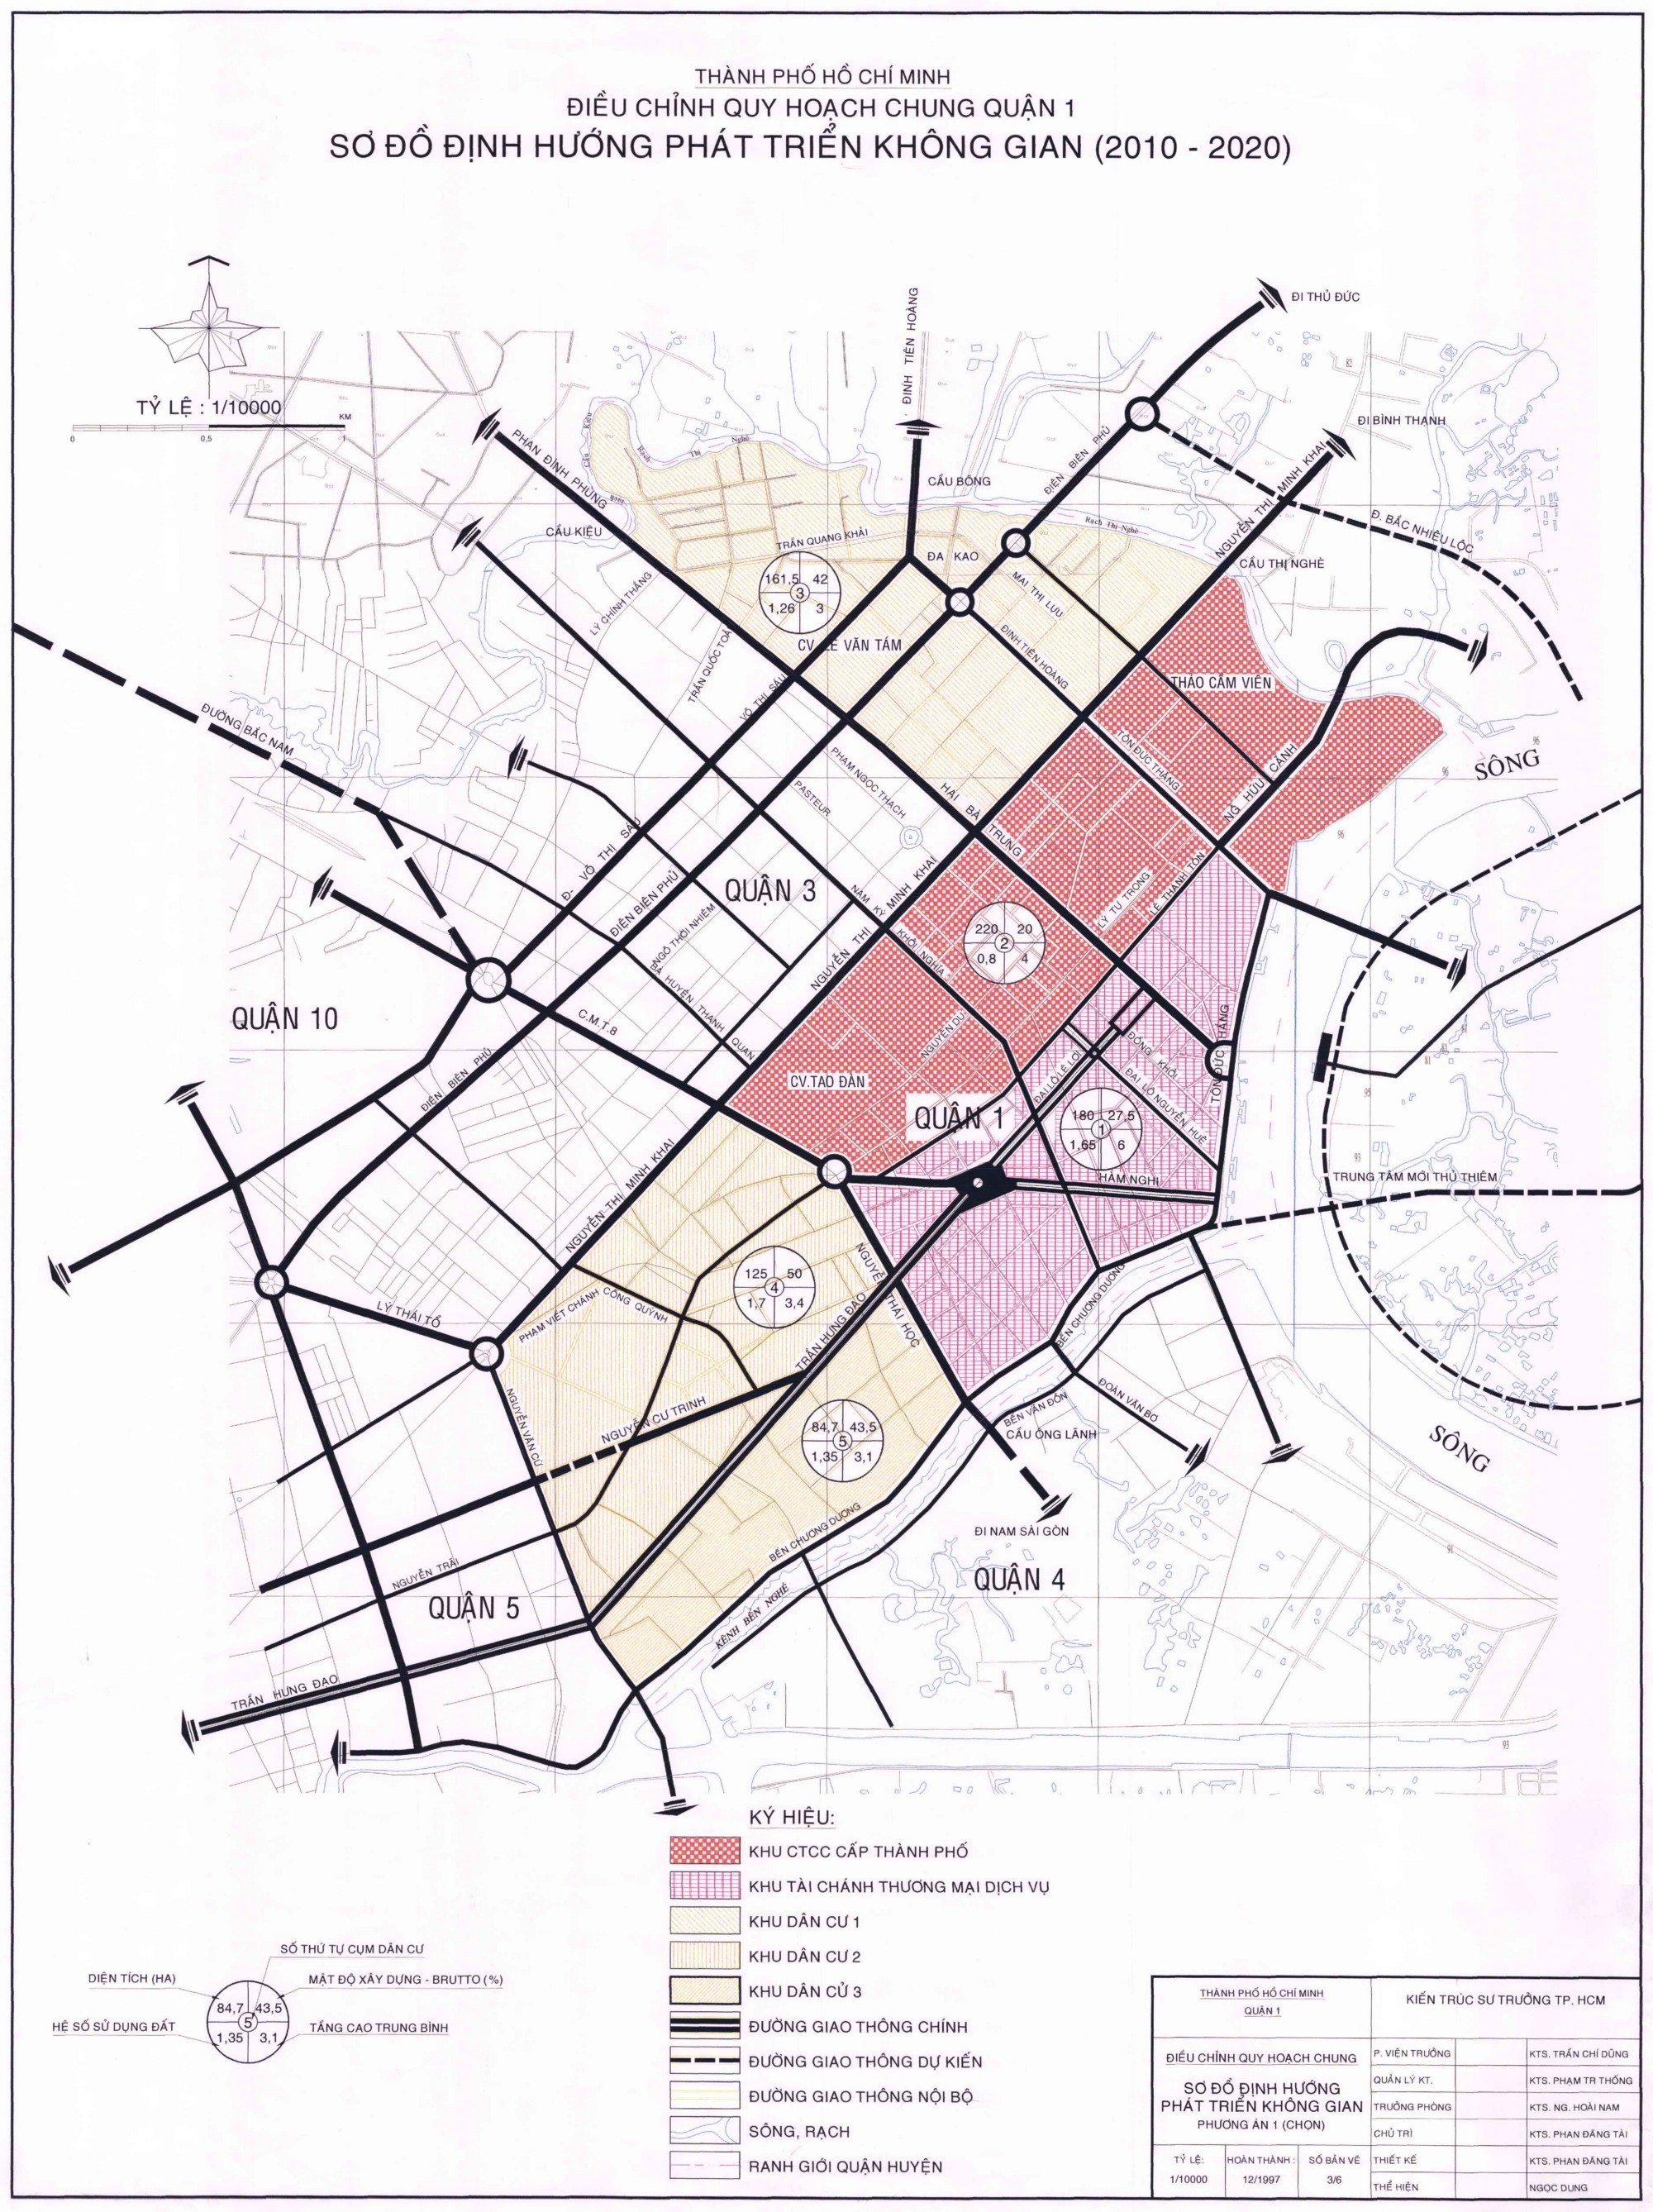 THÀNH PHỐ HỒ CHÍ MINH
ĐIỀU CHỈNH QUY HOẠCH CHUNG QUẬN 1
SƠ ĐỒ ĐỊNH HƯỚNG PHÁT TRIỂN KHÔNG GIAN (2010 - 2020)
TỶ LỆ : 1/10000
KM
0
0,5
1
ĐI THỦ ĐỨC
ĐINH TIÊN HOÀNG
ĐI BÌNH THẠNH
PHAN ĐÌNH PHÙNG
Cầu Kiệu
Rạch Thị Nghè
CẦU BÔNG
ĐIỆN BIÊN PHỦ
NGUYỄN THỊ MINH KHAI
Đ. BẮC NHIÊU LỘC
CẦU KIỆU
TRẦN QUANG KHẢI
ĐA KAO
Rạch Thị Nghè
CẦU THỊ NGHÈ
161,5
42
3
1,26
3
MAI THỊ LỰU
LÝ CHÍNH THẮNG
CV. LÊ VĂN TÁM
ĐINH TIÊN HOÀNG
TRẦN QUỐC TOẢ
VÕ THỊ SÁU
THẢO CẦM VIÊN
ĐƯỜNG BẮC NAM
TÔN ĐỨC THẮNG
NG HỮU CẢNH
SÔNG
PHẠM NGỌC THẠCH
PASTEUR
HAI BÀ TRƯNG
Đ- VÕ THỊ SÁU
QUẬN 3
ĐIỆN BIÊN PHỦ
NAM KỲ
KHỞI NGHĨA
NGUYỄN THỊ MINH KHAI
LÝ TỰ TRỌNG
LÊ THÁNH TÔN
NGÔ THỜI NHIỆM
BÀ HUYỆN THANH QUAN
220
20
2
0,8
4
QUẬN 10
C.M.T.8
NGUYỄN DU
CV.TAO ĐÀN
ĐẠI LỘ LÊ LỢI
ĐỒNG KHỞI
TÔN ĐỨC THẮNG
ĐIỆN BIÊN PHỦ
QUẬN 1
ĐẠI LỘ NGUYỄN HUỆ
180
27,5
1
1,65
6
HÀM NGHI
TRUNG TÂM MỚI THỦ THIÊM
NGUYỄN THỊ MINH KHAI
NGUYỄN THÁI HỌC
125
50
4
1,7
3,4
LÝ THÁI TỔ
PHẠM VIẾT CHÁNH
CỐNG QUỲNH
TRẦN HƯNG ĐẠO
BẾN CHƯƠNG DƯƠNG
ĐOÀN VĂN BƠ
BẾN VÂN ĐỒN
CẦU ÔNG LÃNH
NGUYỄN VĂN CỪ
NGUYỄN CƯ TRINH
84,7
43,5
5
1,35
3,1
SÔNG
BẾN CHƯƠNG DƯƠNG
ĐI NAM SÀI GÒN
NGUYỄN TRÃI
QUẬN 4
QUẬN 5
KÊNH BẾN NGHÉ
TRẦN HƯNG ĐẠO
KÝ HIỆU:
KHU CTCC CẤP THÀNH PHỐ
KHU TÀI CHÁNH THƯƠNG MẠI DỊCH VỤ
KHU DÂN CƯ 1
KHU DÂN CƯ 2
KHU DÂN CỬ 3
ĐƯỜNG GIAO THÔNG CHÍNH
ĐƯỜNG GIAO THÔNG DỰ KIẾN
ĐƯỜNG GIAO THÔNG NỘI BỘ
SÔNG, RẠCH
RANH GIỚI QUẬN HUYỆN
SỐ THỨ TỰ CỤM DÂN CƯ
DIỆN TÍCH (HA)
MẬT ĐỘ XÂY DỰNG - BRUTTO (%)
84,7
43,5
5
1,35
3,1
HỆ SỐ SỬ DỤNG ĐẤT
TẦNG CAO TRUNG BÌNH
THÀNH PHỐ HỒ CHÍ MINH
QUẬN 1
KIẾN TRÚC SƯ TRƯỞNG TP. HCM
ĐIỀU CHỈNH QUY HOẠCH CHUNG
SƠ ĐỒ ĐỊNH HƯỚNG
PHÁT TRIỂN KHÔNG GIAN
PHƯƠNG ÁN 1 (CHỌN)
P. VIỆN TRƯỞNG
KTS. TRẦN CHÍ DŨNG
QUẢN LÝ KT.
KTS. PHẠM TR THỐNG
TRƯỞNG PHÒNG
KTS. NG. HOÀI NAM
CHỦ TRÌ
KTS. PHAN ĐĂNG TÀI
TỶ LỆ:
1/10000
HOÀN THÀNH :
12/1997
SỐ BẢN VẼ
3/6
THIẾT KẾ
KTS. PHAN ĐĂNG TÀI
THỂ HIỆN
NGỌC DUNG